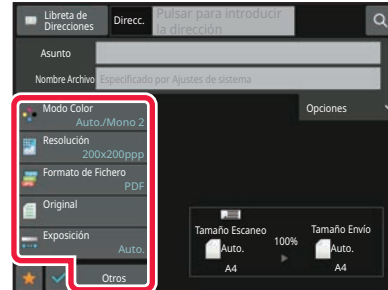 Libreta de
Direcciones
Direcc.
Pulsar para introducir
la dirección
Asunto
Nombre Archivo
Especificado por Ajustes de sistema
Modo Color
Auto./Mono 2
Opciones
Resolución
200x200ppp
Formato de Fichero
PDF
Original
Exposición
Auto.
Tamaño Escaneo
Auto.
A4
100%
Tamaño Envío
Auto.
A4
Otros